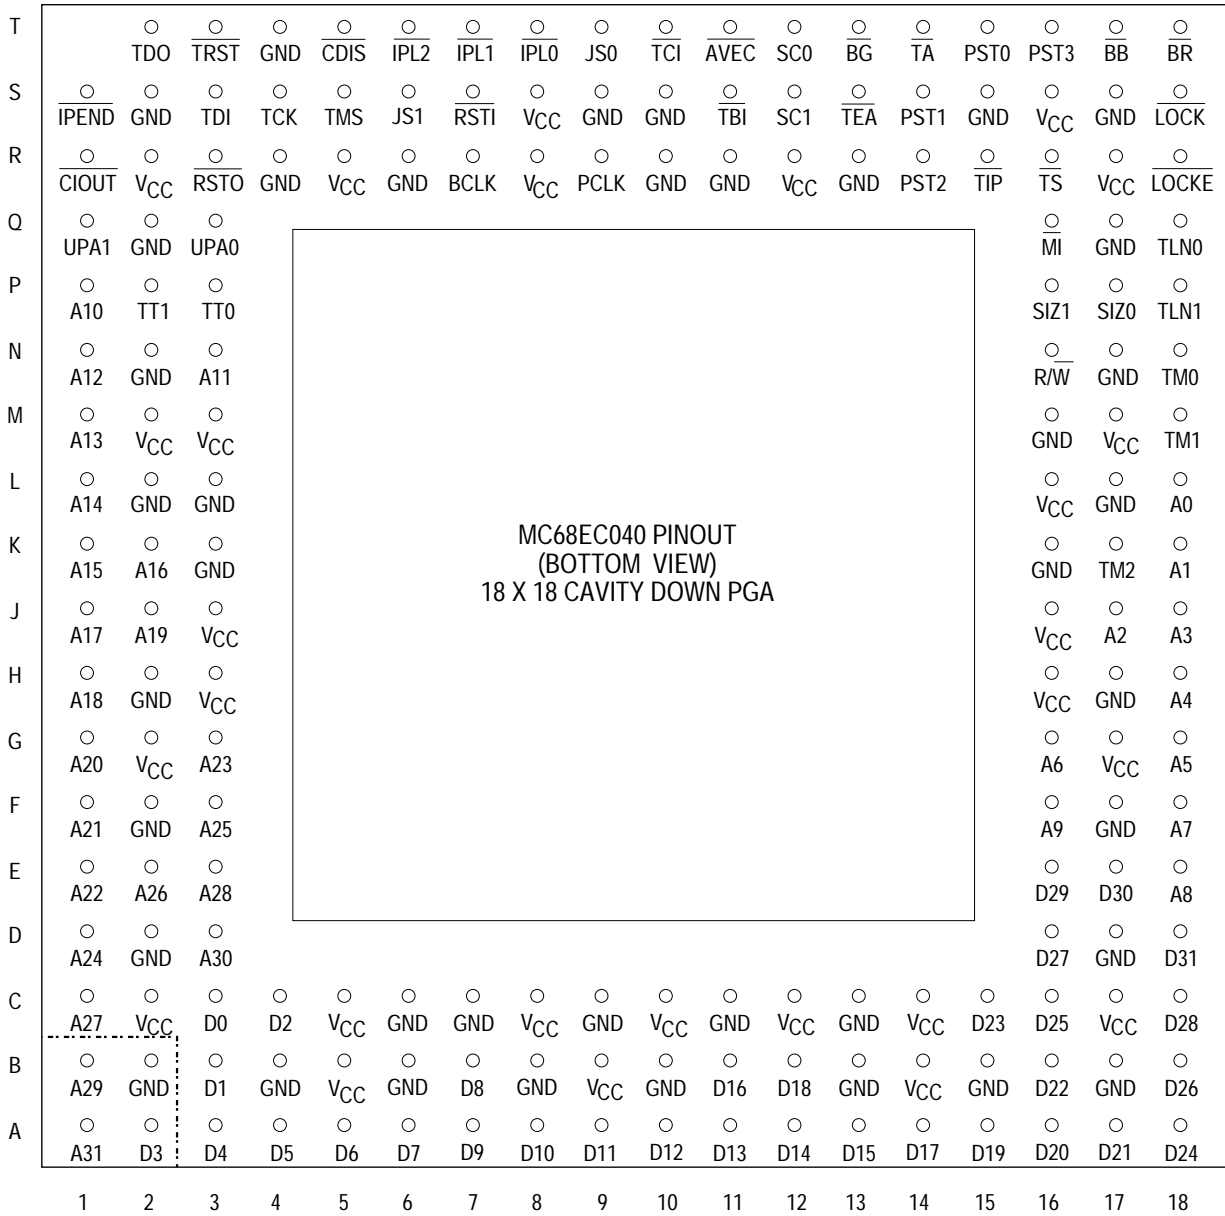 T
TDO TRST GND CDIS IPL2 IPL1 IPL0 JS0 TCI AVEC SC0 BG TA PST0 PST3 BB BR
S
IPEND GND TDI TCK TMS JS1 RSTI VCC GND GND TBI SC1 TEA PST1 GND VCC GND LOCK
R
CIOUT VCC RSTO GND VCC GND BCLK VCC PCLK GND GND VCC GND PST2 TIP TS VCC LOCKE
Q
UPA1 GND UPA0 MI GND TLN0
P
A10 TT1 TT0 SIZ1 SIZ0 TLN1
N
A12 GND A11 R/W GND TM0
M
A13 VCC VCC GND VCC TM1
L
A14 GND GND VCC GND A0
MC68EC040 PINOUT
(BOTTOM VIEW)
18 X 18 CAVITY DOWN PGA
K
A15 A16 GND GND TM2 A1
J
A17 A19 VCC VCC A2 A3
H
A18 GND VCC VCC GND A4
G
A20 VCC A23 A6 VCC A5
F
A21 GND A25 A9 GND A7
E
A22 A26 A28 D29 D30 A8
D
A24 GND A30 D27 GND D31
C
A27 VCC D0 D2 VCC GND GND VCC GND VCC GND VCC GND VCC D23 D25 VCC D28
B
A29 GND D1 GND VCC GND D8 GND VCC GND D16 D18 GND VCC GND D22 GND D26
A
A31 D3 D4 D5 D6 D7 D9 D10 D11 D12 D13 D14 D15 D17 D19 D20 D21 D24
1 2 3 4 5 6 7 8 9 10 11 12 13 14 15 16 17 18